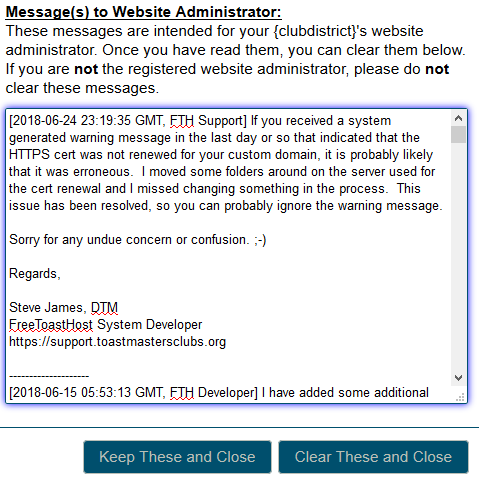 Message(s) to Website Administrator:
These messages are intended for your {clubdistrict}'s website
administrator. Once you have read them, you can clear them below.
If you are not the registered website administrator, please do not
clear these messages.
[2018-06-24 23:19:35 GMT, FTH Support] If you received a system
generated warning message in the last day or so that indicated that the
HTTPS cert was not renewed for your custom domain, it is probably likely
that it was erroneous.  I moved some folders around on the server used for
the cert renewal and I missed changing something in the process.  This
issue has been resolved, so you can probably ignore the warning message.
Sorry for any undue concern or confusion. ;-)
Regards,
Steve James, DTM
FreeToastHost System Developer
https://support.toastmastersclubs.org
--------------------
[2018-06-15 05:53:13 GMT, FTH Developer] I have added some additional
Keep These and Close
Clear These and Close